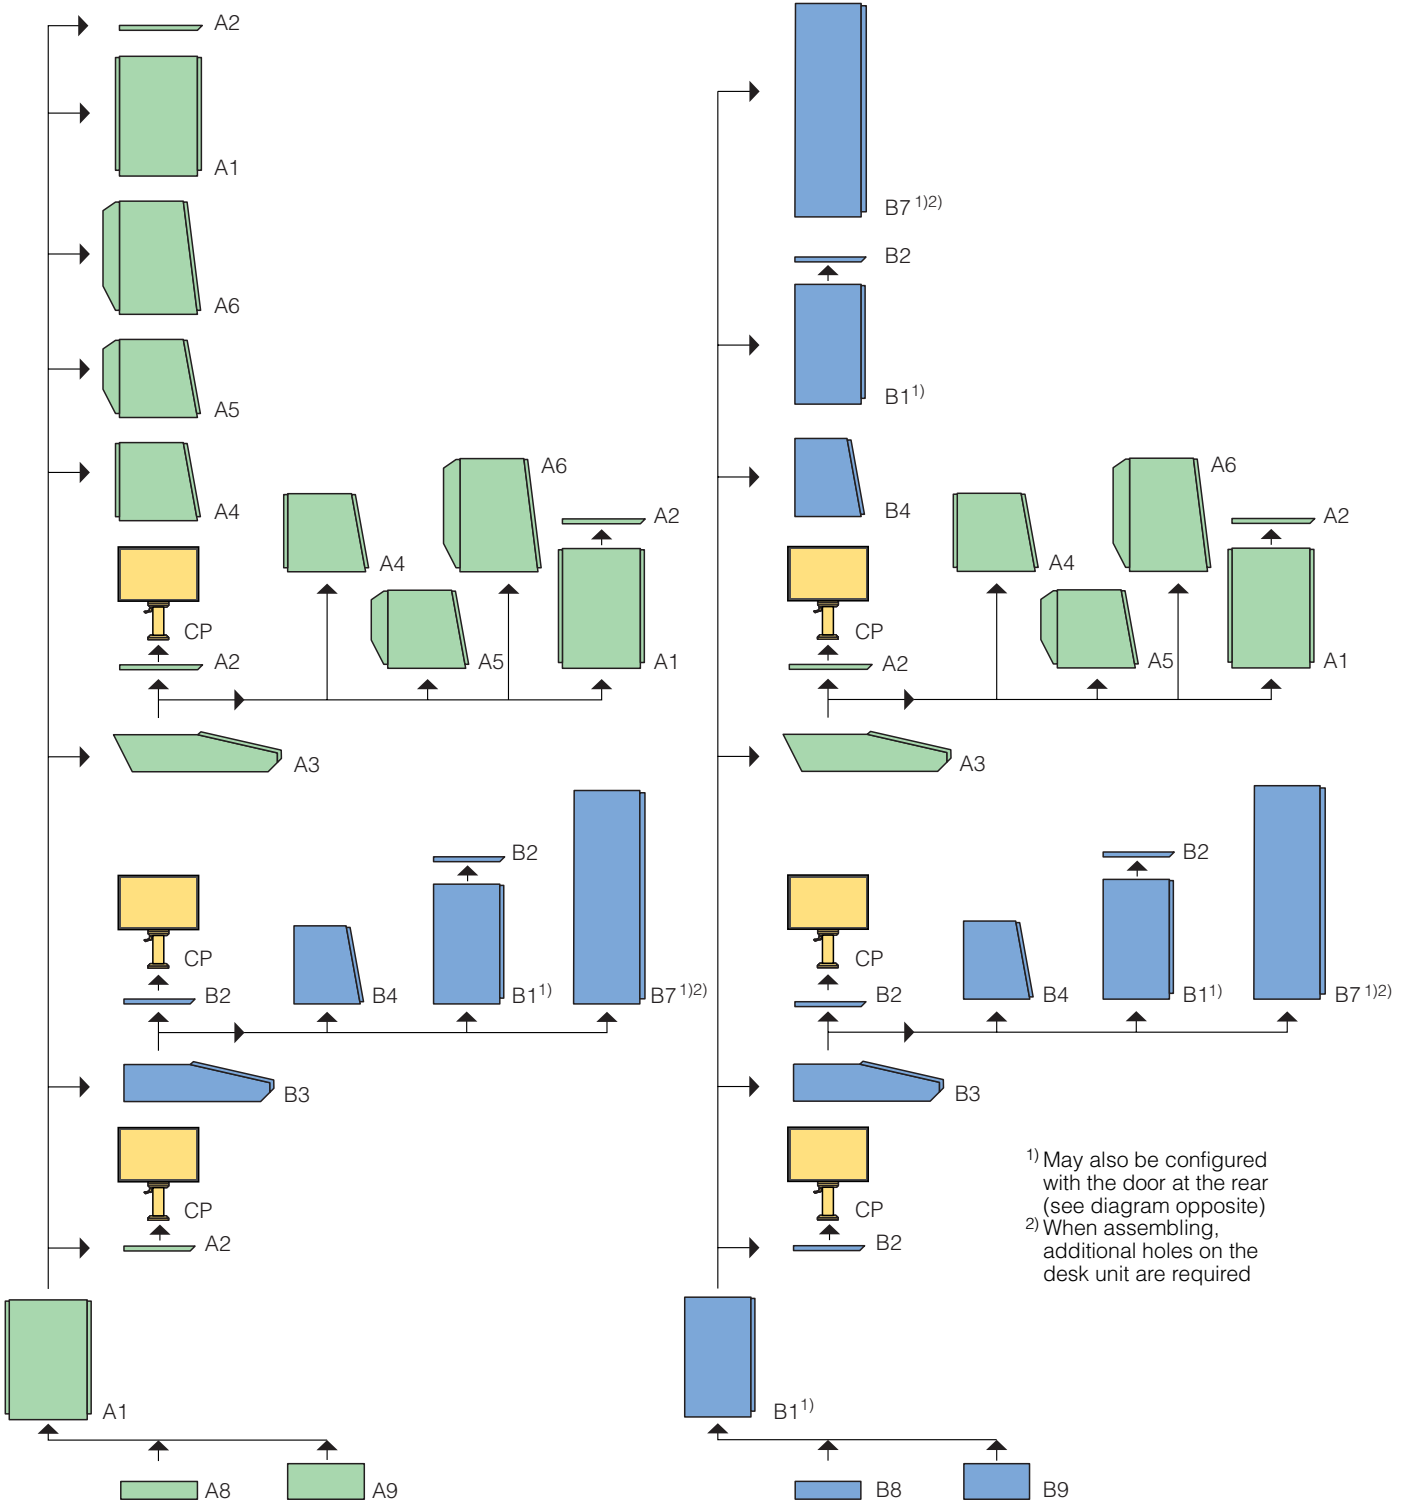 A2
A1
A6
A5
A4
CP
A2
A4
A5
A6
A2
A1
A3
CP
B2
B4
B2
B1 1)
B7 1)2)
B3
CP
A2
A1
A8
A9
B7 1)2)
B2
B1 1)
B4
CP
A2
A4
A5
A6
A2
A1
A3
CP
B2
B4
B2
B1 1)
B7 1)2)
B3
CP
B2
B1 1)
B8
B9
1) May also be configured
with the door at the rear
(see diagram opposite)
2) When assembling,
additional holes on the
desk unit are required